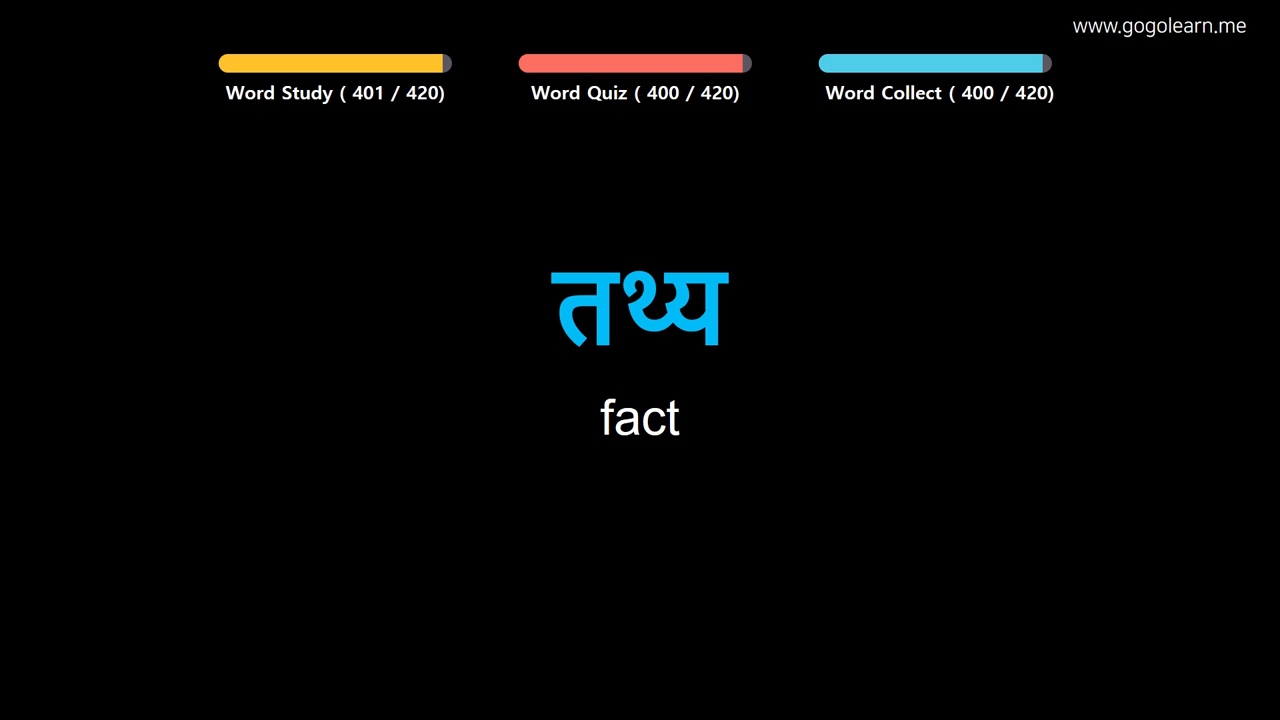 www.gogolearn.me
Word Study ( 401 / 420)
Word Quiz ( 400 / 420)
Word Collect ( 400 / 420)
तथ्य
fact